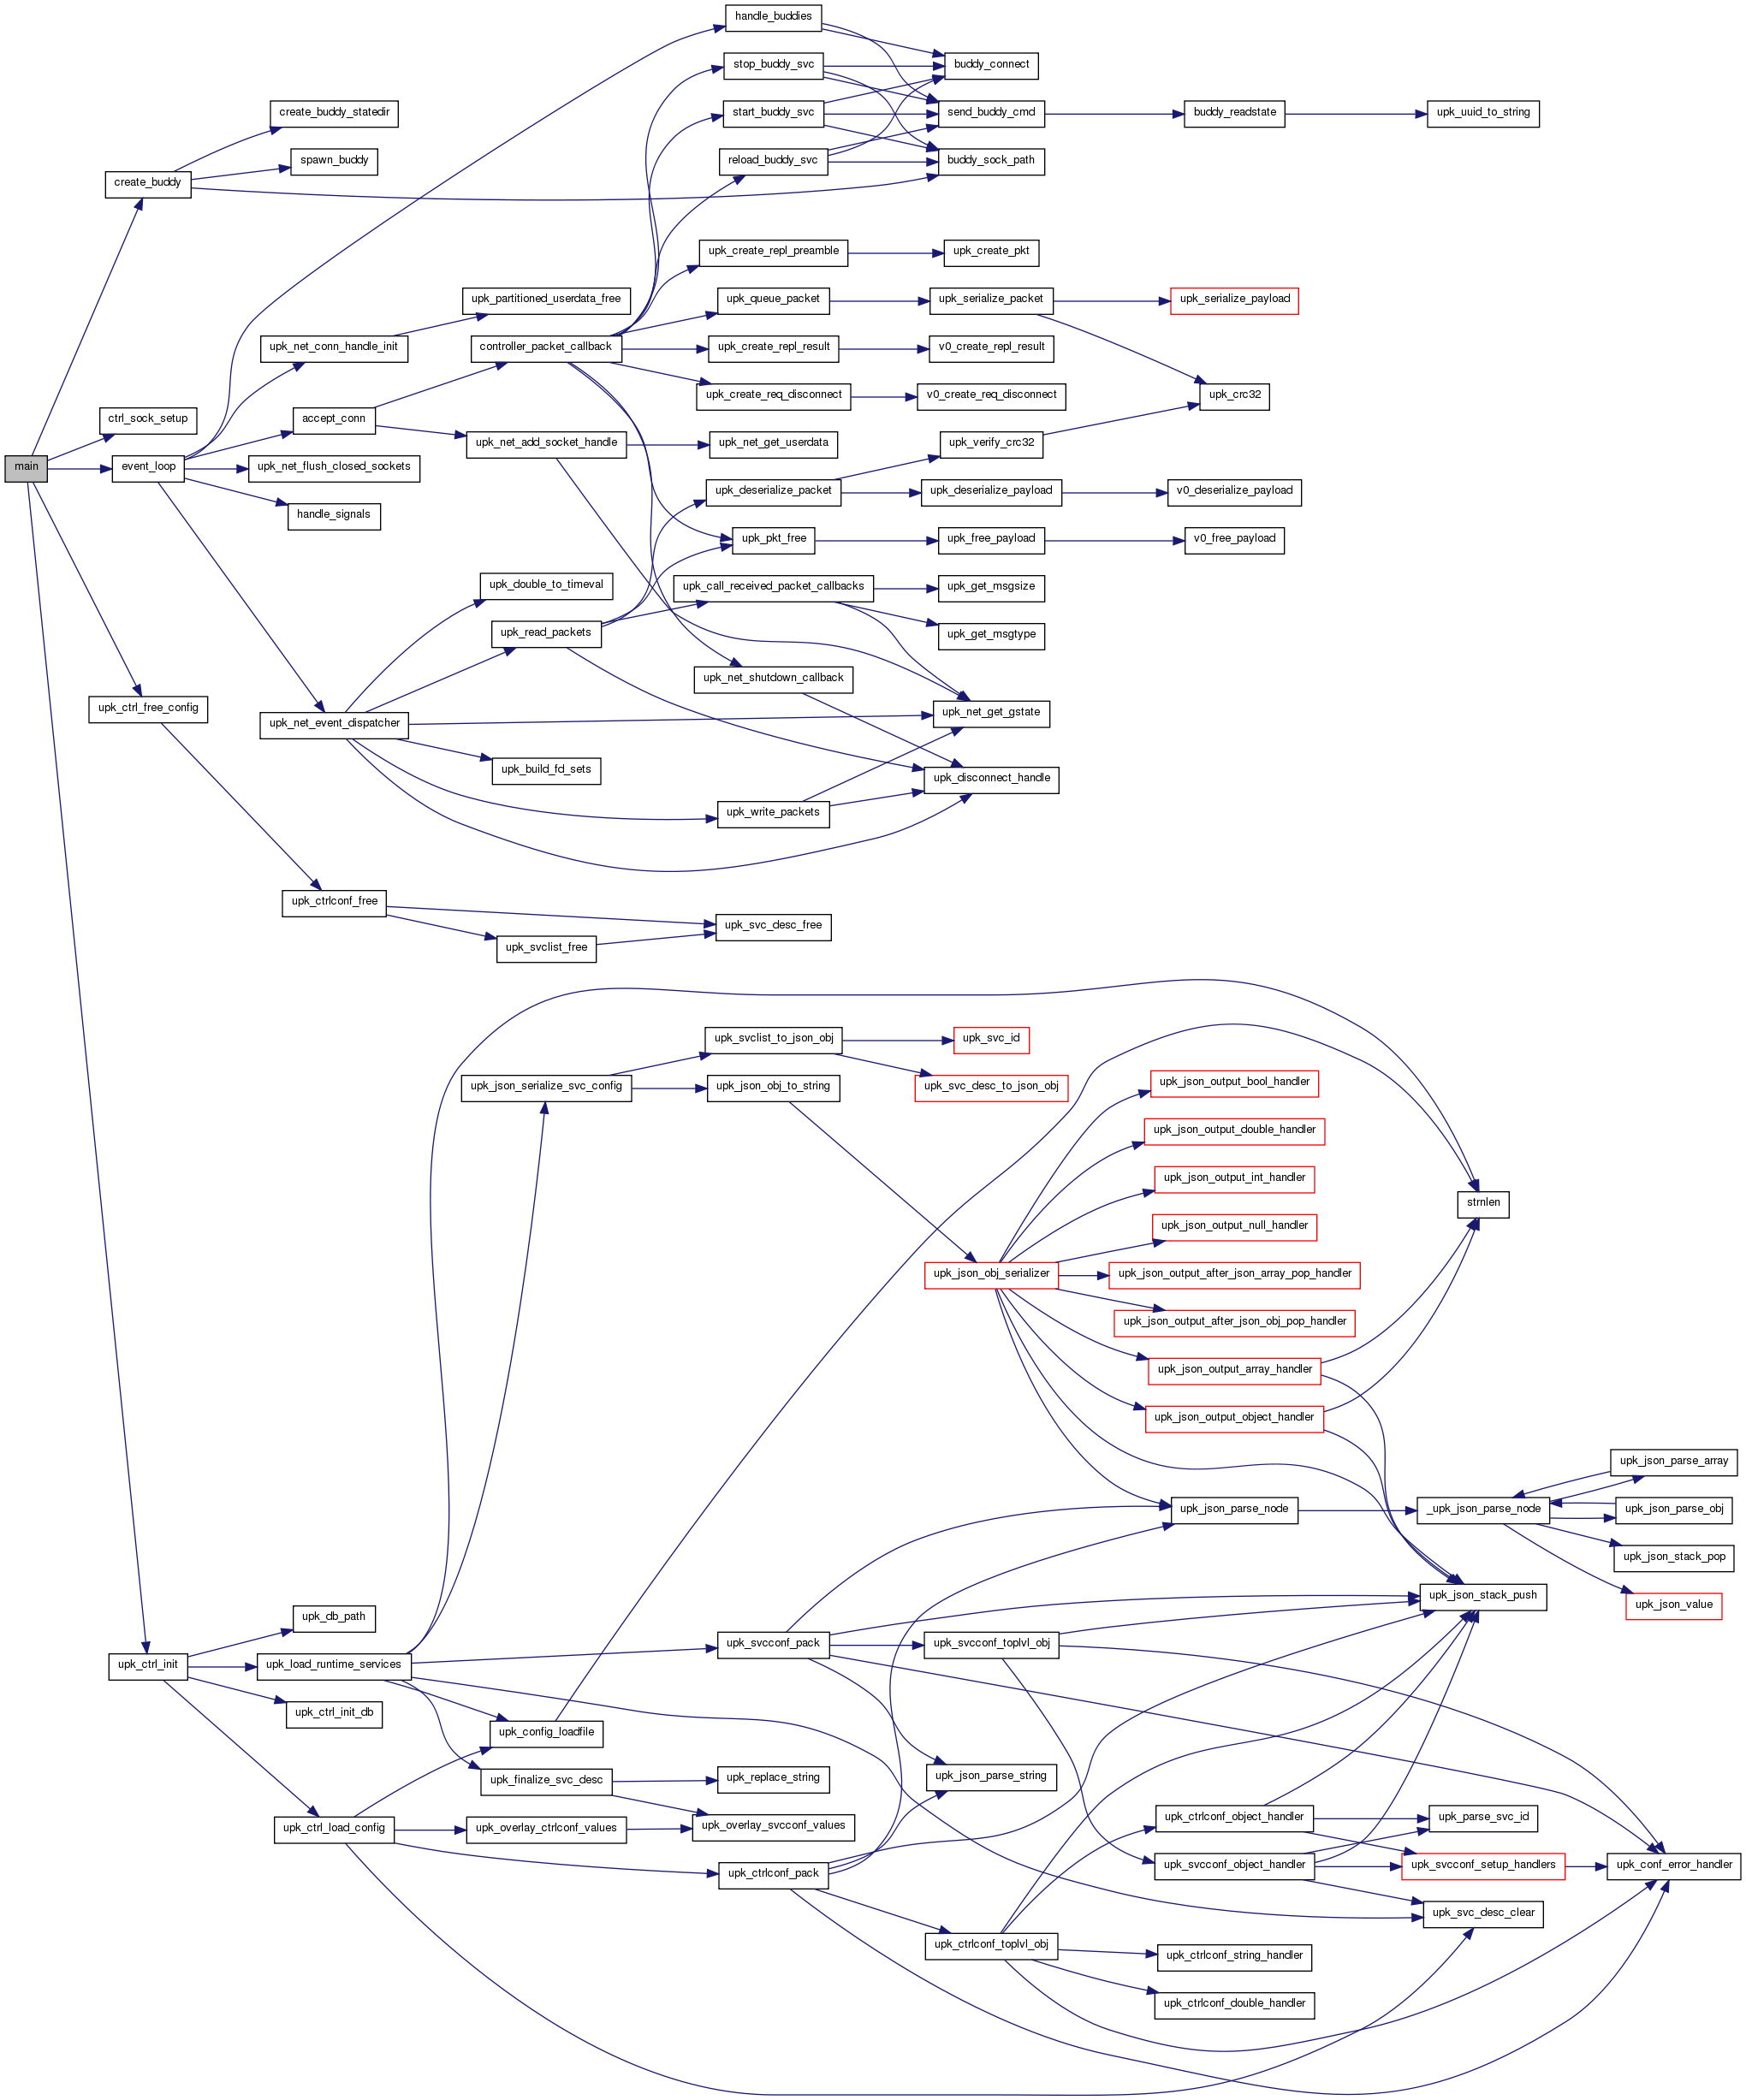 handle_buddies
stop_buddy_svc
buddy_connect
create_buddy_statedir
start_buddy_svc
send_buddy_cmd
buddy_readstate
upk_uuid_to_string
spawn_buddy
reload_buddy_svc
buddy_sock_path
create_buddy
upk_create_repl_preamble
upk_create_pkt
upk_partitioned_userdata_free
upk_queue_packet
upk_serialize_packet
upk_serialize_payload
upk_net_conn_handle_init
controller_packet_callback
upk_create_repl_result
v0_create_repl_result
upk_create_req_disconnect
v0_create_req_disconnect
upk_crc32
ctrl_sock_setup
accept_conn
upk_net_add_socket_handle
upk_net_get_userdata
upk_verify_crc32
main
event_loop
upk_net_flush_closed_sockets
upk_deserialize_packet
upk_deserialize_payload
v0_deserialize_payload
handle_signals
upk_pkt_free
upk_free_payload
v0_free_payload
upk_double_to_timeval
upk_call_received_packet_callbacks
upk_get_msgsize
upk_read_packets
upk_get_msgtype
upk_net_shutdown_callback
upk_ctrl_free_config
upk_net_event_dispatcher
upk_net_get_gstate
upk_build_fd_sets
upk_disconnect_handle
upk_write_packets
upk_ctrlconf_free
upk_svc_desc_free
upk_svclist_free
upk_svclist_to_json_obj
upk_svc_id
upk_json_serialize_svc_config
upk_json_obj_to_string
upk_svc_desc_to_json_obj
upk_json_output_bool_handler
upk_json_output_double_handler
upk_json_output_int_handler
strnlen
upk_json_output_null_handler
upk_json_obj_serializer
upk_json_output_after_json_array_pop_handler
upk_json_output_after_json_obj_pop_handler
upk_json_output_array_handler
upk_json_output_object_handler
upk_json_parse_array
upk_json_parse_node
_upk_json_parse_node
upk_json_parse_obj
upk_json_stack_pop
upk_json_stack_push
upk_json_value
upk_db_path
upk_svcconf_pack
upk_svcconf_toplvl_obj
upk_ctrl_init
upk_load_runtime_services
upk_ctrl_init_db
upk_config_loadfile
upk_finalize_svc_desc
upk_replace_string
upk_json_parse_string
upk_ctrl_load_config
upk_overlay_ctrlconf_values
upk_overlay_svcconf_values
upk_ctrlconf_object_handler
upk_parse_svc_id
upk_ctrlconf_pack
upk_svcconf_object_handler
upk_svcconf_setup_handlers
upk_conf_error_handler
upk_svc_desc_clear
upk_ctrlconf_toplvl_obj
upk_ctrlconf_string_handler
upk_ctrlconf_double_handler